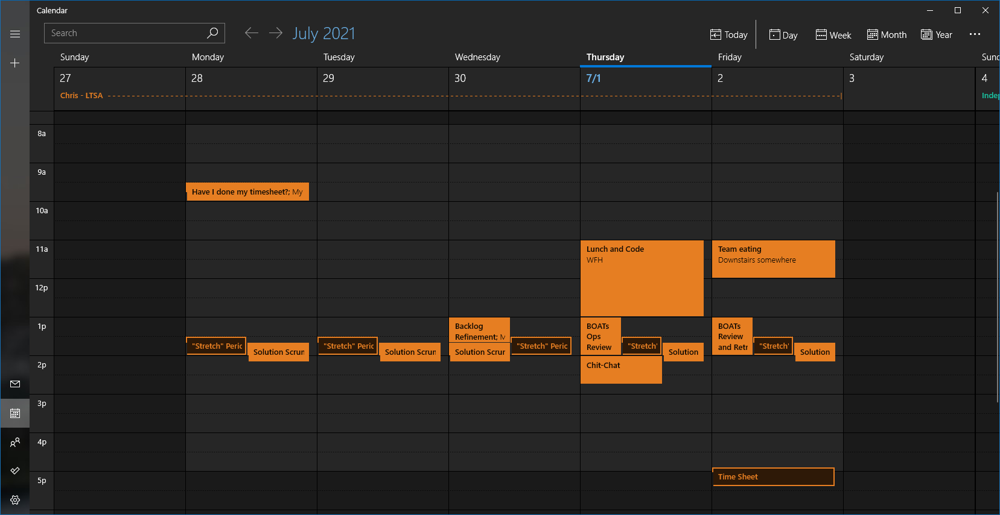 Calendar
Search
July 2021
Today
Day
Week
Month
Year
Sunday
Monday
Tuesday
Wednesday
Thursday
Friday
Saturday
Sunc
27
28
29
30
7/1
2
3
4
Chris - LTSA
Indep
8a
9a
Have I done my timesheet?; My
10a
11a
Lunch and Code
WFH
Team eating
Downstairs somewhere
12p
1p
"Stretch" Peric
Solution Scrun
"Stretch" Peric
Solution Scrun
Backlog
Refinement; M
Solution Scrun
"Stretch" Peric
BOATs
Ops
Review
"Stretch'
Solution
Chit-Chat
BOATs
Review
and Retr
"Stretch'
Solution
2p
3p
4p
5p
Time Sheet